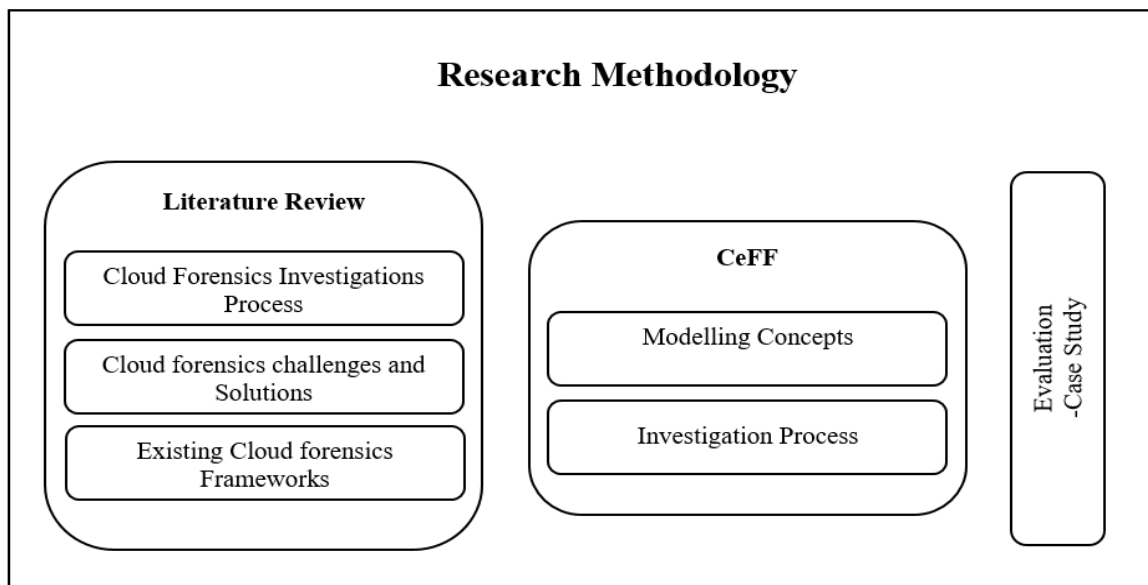 Research Methodology
Literature Review
Cloud Forensics Investigations
Process
Cloud forensics challenges and
Solutions
Existing Cloud forensics
Frameworks
CeFF
Modelling Concepts
Investigation Process
Evaluation
-Case Study